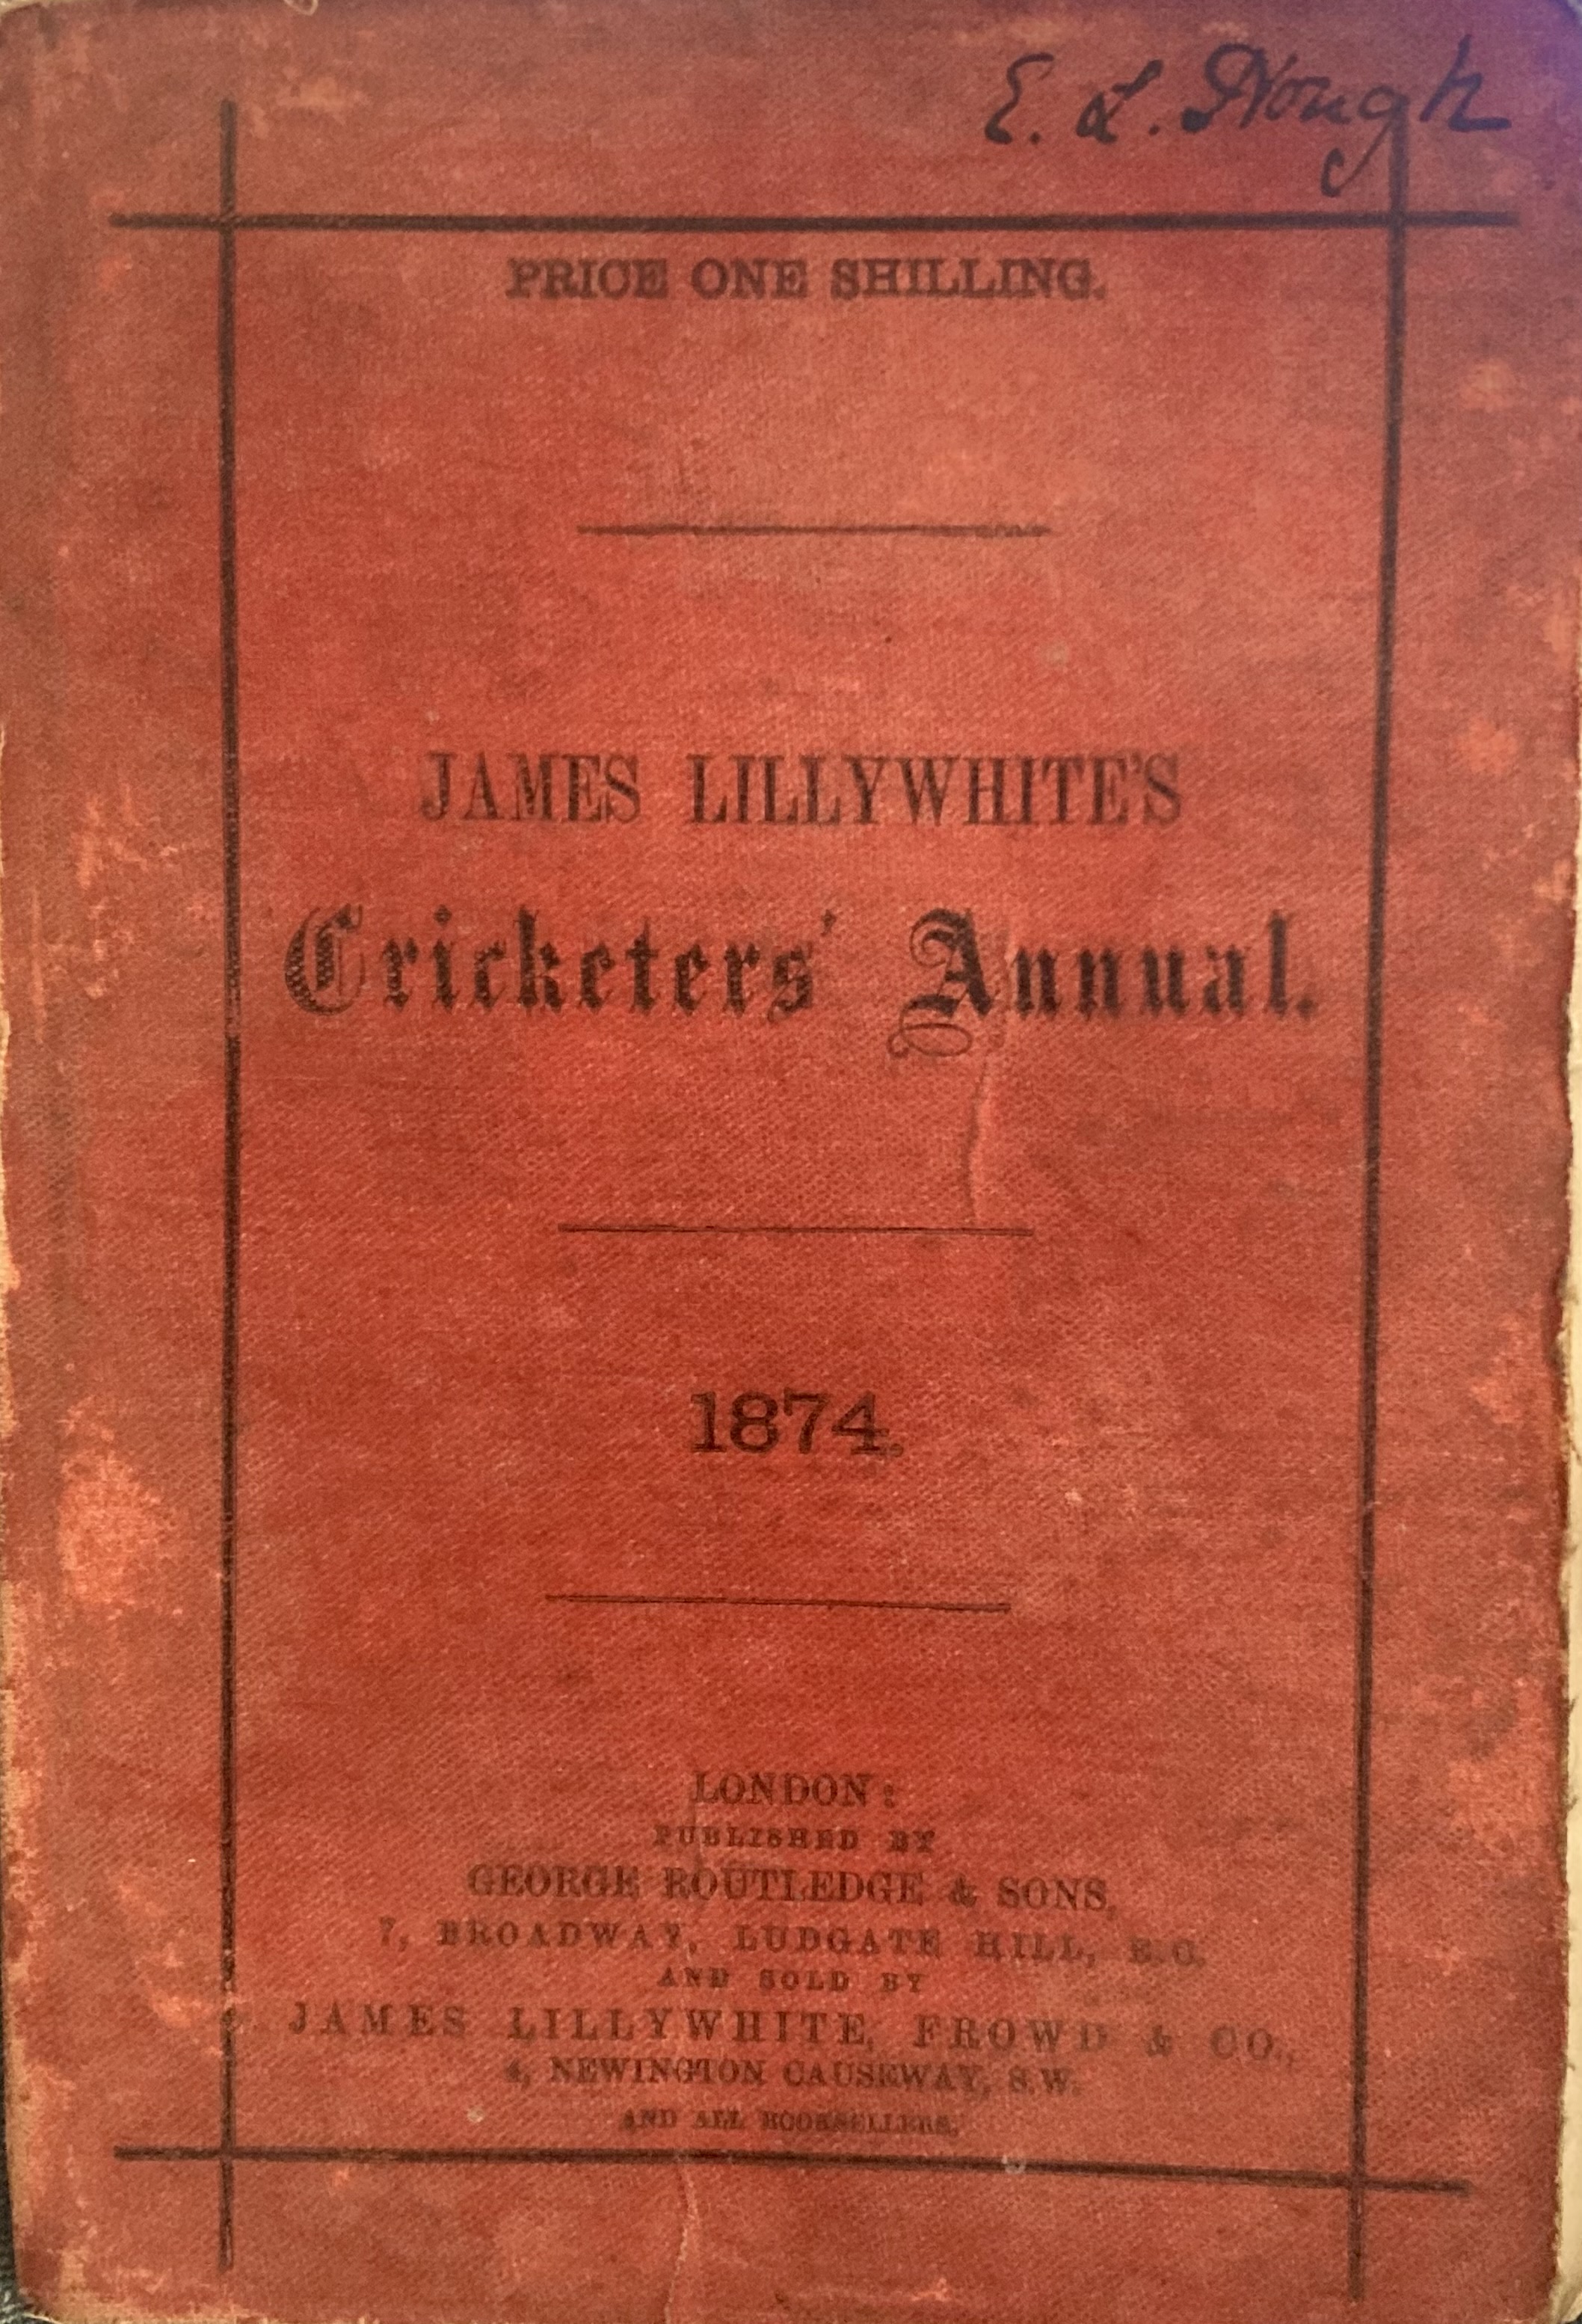 E. L. Hough
PRICE ONE SHILLING.
JAMES LILLYWHITE'S
Cricketers' Annual.
1874.
LONDON:
PUBLISHED BY
GEORGE ROUTLEDGE & SONS,
7, BROADWAY, LUDGATE HILL, E.C.
AND SOLD BY
JAMES LILLYWHITE, FROWD & CO.,
4, NEWINGTON CAUSEWAY, S.W.
AND ALL BOOKSELLERS.